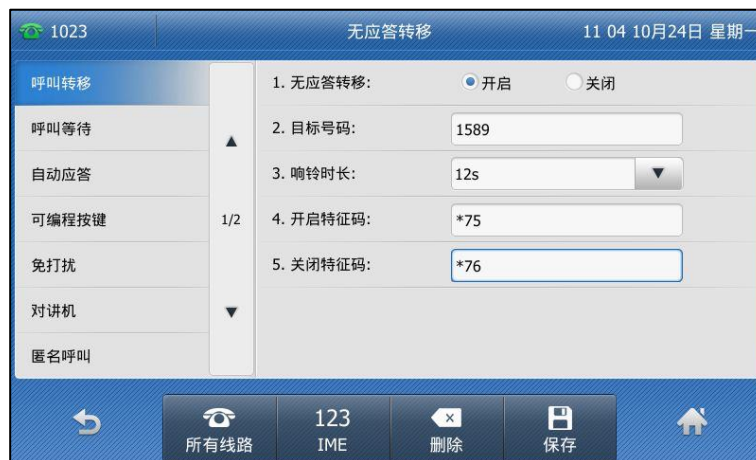 1023 无应答转移 11 04 10月24日 星期一
呼叫转移
呼叫等待
自动应答
可编程按键
免打扰
对讲机
匿名呼叫
1/2
1. 无应答转移: 开启 关闭
2. 目标号码: 1589
3. 响铃时长: 12s
4. 开启特征码: *75
5. 关闭特征码: *76
所有线路
123
IME
删除
保存